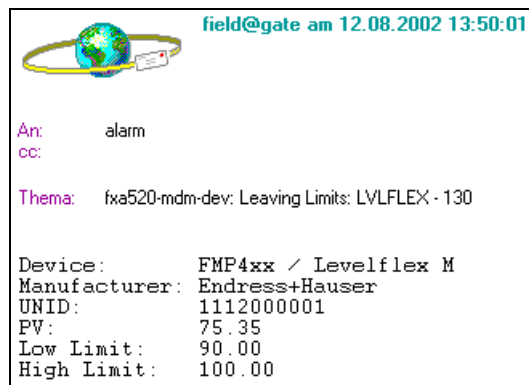 field@gate am 12.08.2002 13:50:01
An: alarm
cc:
Thema: fxa520-mdm-dev: Leaving Limits: LVLFLEX - 130
Device: FMP4xx / Levelflex M
Manufacturer: Endress+Hauser
UNID: 1112000001
PV: 75.35
Low Limit: 90.00
High Limit: 100.00